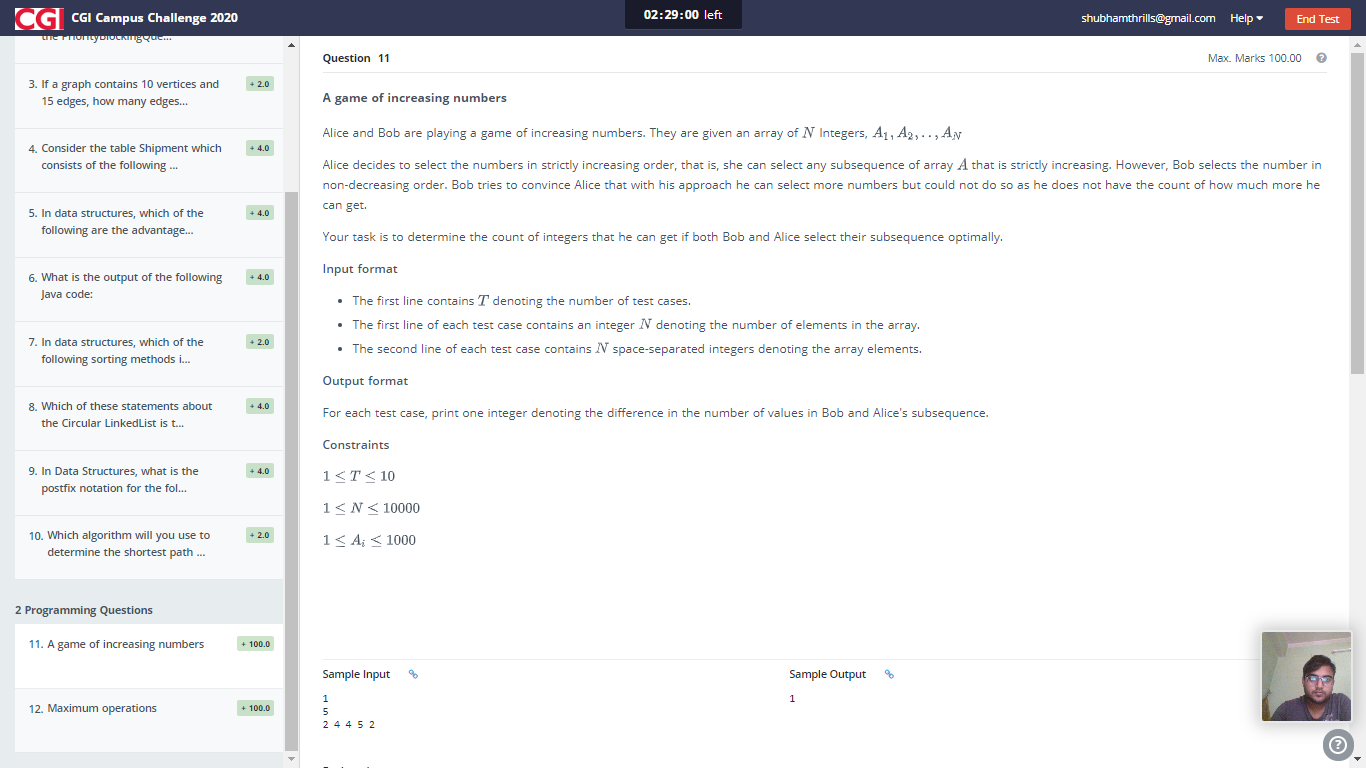 CGI CGI Campus Challenge 2020
02:29:00 left
shubhamthrills@gmail.com Help End Test
3. If a graph contains 10 vertices and
15 edges, how many edges...
+ 2.0
4. Consider the table Shipment which
consists of the following ...
+ 4.0
5. In data structures, which of the
following are the advantage...
+ 4.0
6. What is the output of the following
Java code:
+ 4.0
7. In data structures, which of the
following sorting methods i...
+ 2.0
8. Which of these statements about
the Circular LinkedList is t...
+ 4.0
9. In Data Structures, what is the
postfix notation for the fol...
+ 4.0
10. Which algorithm will you use to
determine the shortest path ...
+ 2.0
2 Programming Questions
11. A game of increasing numbers
+ 100.0
12. Maximum operations
+ 100.0
Question 11
Max. Marks 100.00
A game of increasing numbers
Alice and Bob are playing a game of increasing numbers. They are given an array of N Integers, A₁, A₂, . . , A_N
Alice decides to select the numbers in strictly increasing order, that is, she can select any subsequence of array A that is strictly increasing. However, Bob selects the number in
non-decreasing order. Bob tries to convince Alice that with his approach he can select more numbers but could not do so as he does not have the count of how much more he
can get.
Your task is to determine the count of integers that he can get if both Bob and Alice select their subsequence optimally.
Input format
• The first line contains T denoting the number of test cases.
• The first line of each test case contains an integer N denoting the number of elements in the array.
• The second line of each test case contains N space-separated integers denoting the array elements.
Output format
For each test case, print one integer denoting the difference in the number of values in Bob and Alice's subsequence.
Constraints
1 ≤ T ≤ 10
1 ≤ N ≤ 10000
1 ≤ Aᵢ ≤ 1000
Sample Input
1
5
2 4 4 5 2
Sample Output
1